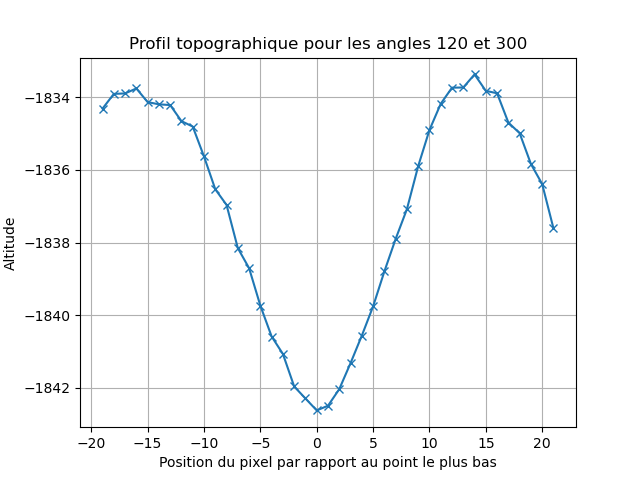 Profil topographique pour les angles 120 et 300
Altitude
−1834
−1836
−1838
−1840
−1842
−20 −15 −10 −5 0 5 10 15 20
Position du pixel par rapport au point le plus bas